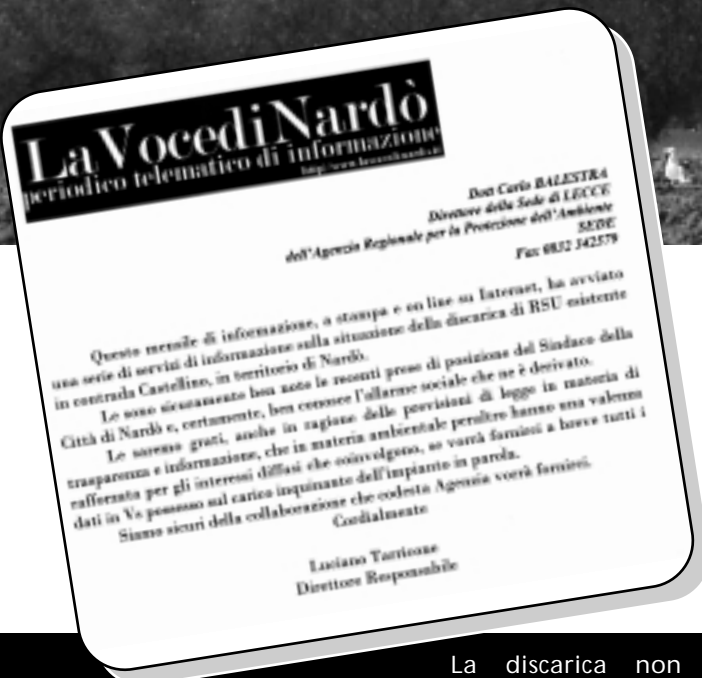 La Voce di Nardò
periodico telematico di informazione
Dott Carlo BALESTRA
Direttore della Sede di LECCE
dell'Agenzia Regionale per la Protezione dell'Ambiente
SEDE
Fax 0832 342579
Questo mensile di informazione, a stampa e on line su Internet, ha avviato
una serie di servizi di informazione sulla situazione della discarica di RSU esistente
in contrada Castellino, in territorio di Nardò.
Le sono sicuramente ben note le recenti prese di posizione del Sindaco della
Città di Nardò e, certamente, ben conosce l'allarme sociale che ne è derivato.
Le saremo grati, anche in ragione delle previsioni di legge in materia di
trasparenza e informazione, che in materia ambientale peraltro hanno una valenza
rafforzata per gli interessi diffusi che coinvolgono, se vorrà fornirci a breve tutti i
dati in Vs possesso sul carico inquinante dell'impianto in parola.
Siamo sicuri della collaborazione che codesta Agenzia vorrà fornirci.
Cordialmente
Luciano Tarricone
Direttore Responsabile
La discarica non